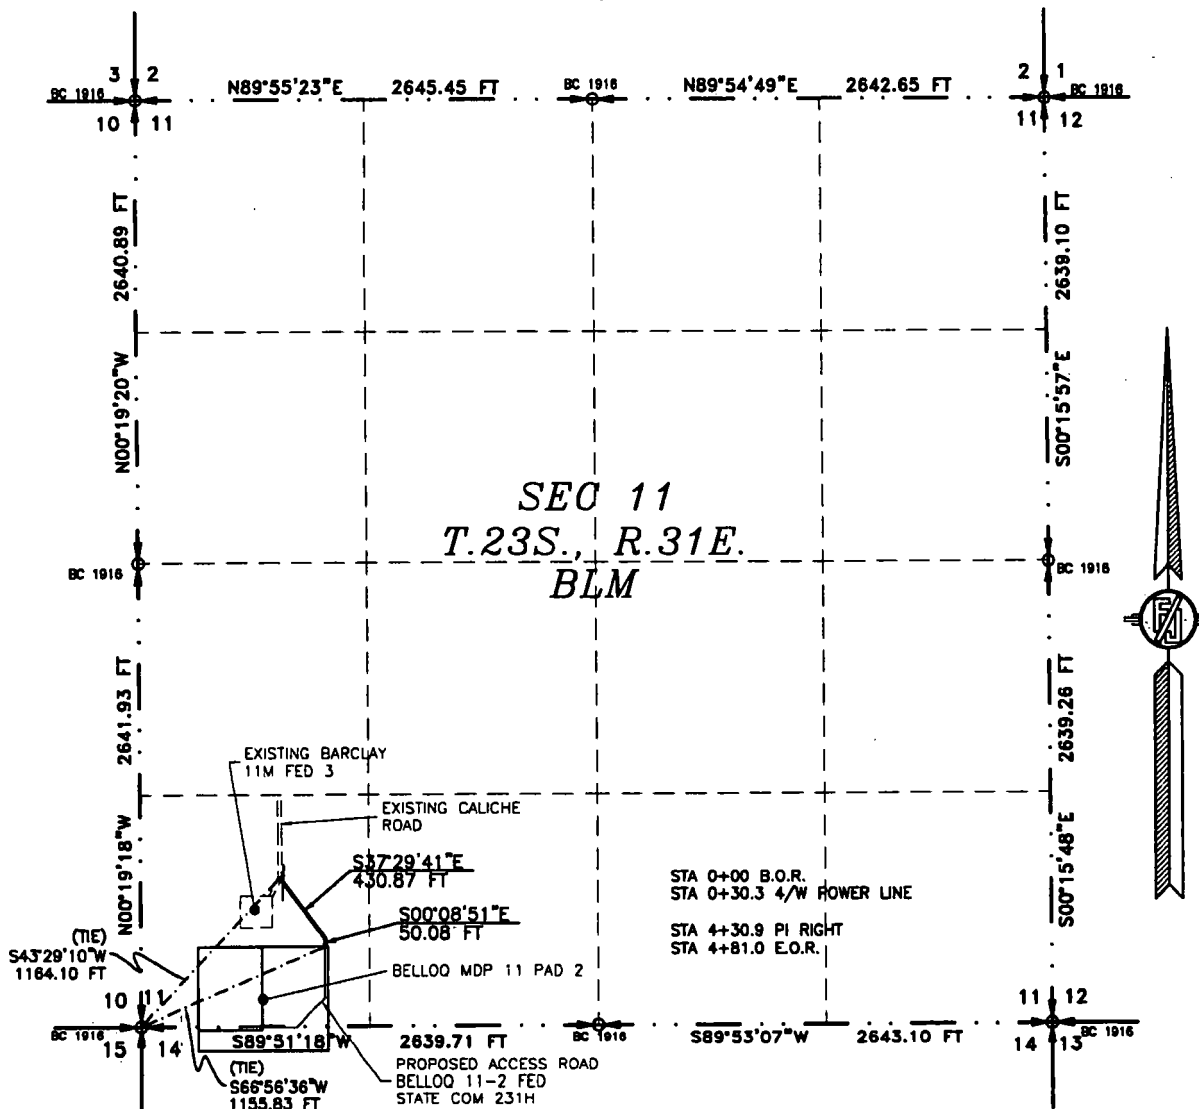 3 2
BC 1916
N89°55'23"E 2645.45 FT
BC 1916
N89°54'49"E 2642.65 FT
2 1
BC 1916
10 11
11 12
2640.89 FT
N00°19'20"W
2639.10 FT
S00°15'57"E
SEC 11
T.23S., R.31E.
BLM
BC 1916
BC 1916
2641.93 FT
N00°19'18"W
2639.26 FT
S00°15'48"E
EXISTING BARCLAY
11M FED 3
EXISTING CALICHE
ROAD
S37°29'41"E
430.87 FT
S00°08'51"E
50.08 FT
STA 0+00 B.O.R.
STA 0+30.3 4/W POWER LINE
STA 4+30.9 PI RIGHT
STA 4+81.0 E.O.R.
(TIE)
S43°29'10"W
1164.10 FT
BELLOQ MDP 11 PAD 2
10 11
BC 1916
15 14
S89°51'18"W 2639.71 FT
BC 1916
S89°53'07"W 2643.10 FT
11 12
BC 1916
14 13
(TIE)
S66°56'36"W
1155.83 FT
PROPOSED ACCESS ROAD
BELLOQ 11-2 FED
STATE COM 231H